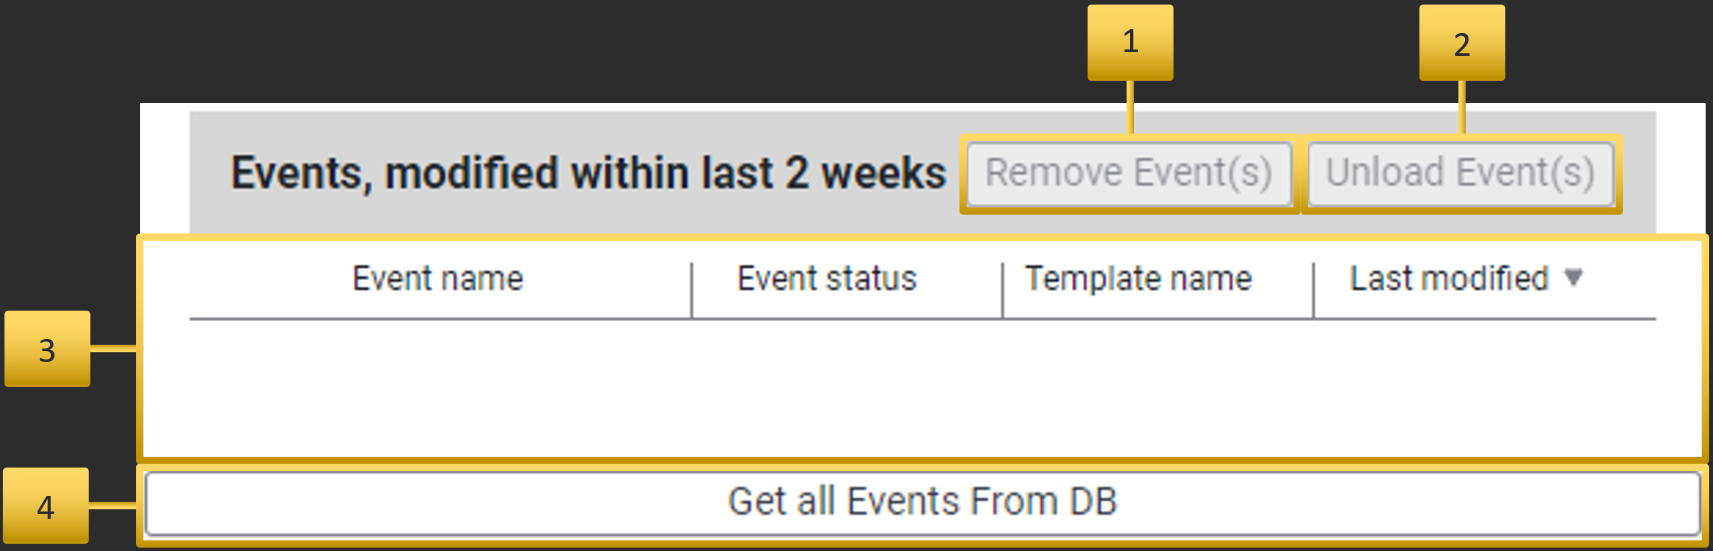 1
2
Events, modified within last 2 weeks Remove Event(s) Unload Event(s)
Event name Event status Template name Last modified ▼
3
4
Get all Events From DB